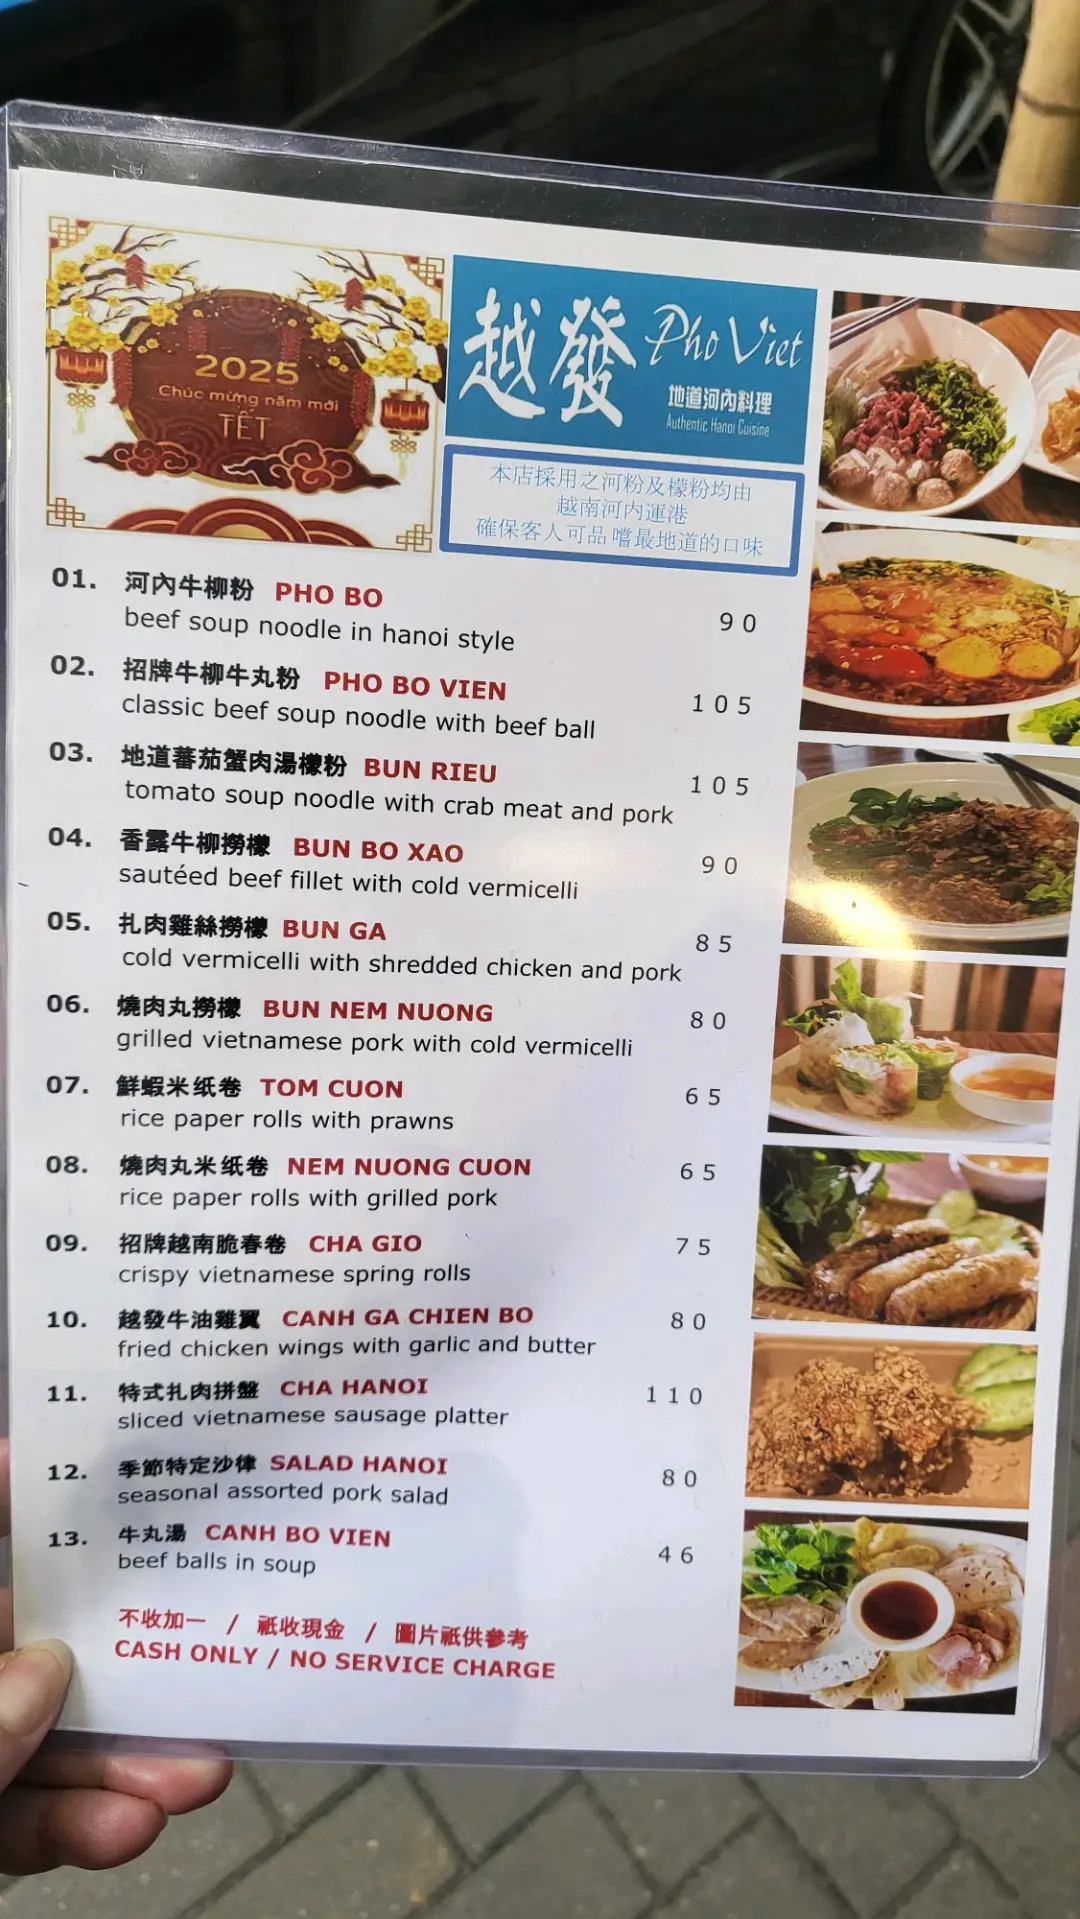 2025
Chúc mừng năm mới
TẾT
越發 Pho Viet
地道河內料理
Authentic Hanoi Cuisine
本店採用之河粉及檬粉均由
越南河内運港
確保客人可品嚐最地道的口味
01. 河內牛柳粉 PHO BO 90
beef soup noodle in hanoi style
02. 招牌牛柳牛丸粉 PHO BO VIEN 105
classic beef soup noodle with beef ball
03. 地道蕃茄蟹肉湯檬粉 BUN RIEU 105
tomato soup noodle with crab meat and pork
04. 香露牛柳撈檬 BUN BO XAO 90
sautéed beef fillet with cold vermicelli
05. 扎肉雞絲撈檬 BUN GA 85
cold vermicelli with shredded chicken and pork
06. 燒肉丸撈檬 BUN NEM NUONG 80
grilled vietnamese pork with cold vermicelli
07. 鮮蝦米纸卷 TOM CUON 65
rice paper rolls with prawns
08. 燒肉丸米纸卷 NEM NUONG CUON 65
rice paper rolls with grilled pork
09. 招牌越南脆春卷 CHA GIO 75
crispy vietnamese spring rolls
10. 越發牛油雞翼 CANH GA CHIEN BO 80
fried chicken wings with garlic and butter
11. 特式扎肉拼盤 CHA HANOI 110
sliced vietnamese sausage platter
12. 季節特定沙律 SALAD HANOI 80
seasonal assorted pork salad
13. 牛丸湯 CANH BO VIEN 46
beef balls in soup
不收加一 / 祗收現金 / 圖片祗供參考
CASH ONLY / NO SERVICE CHARGE